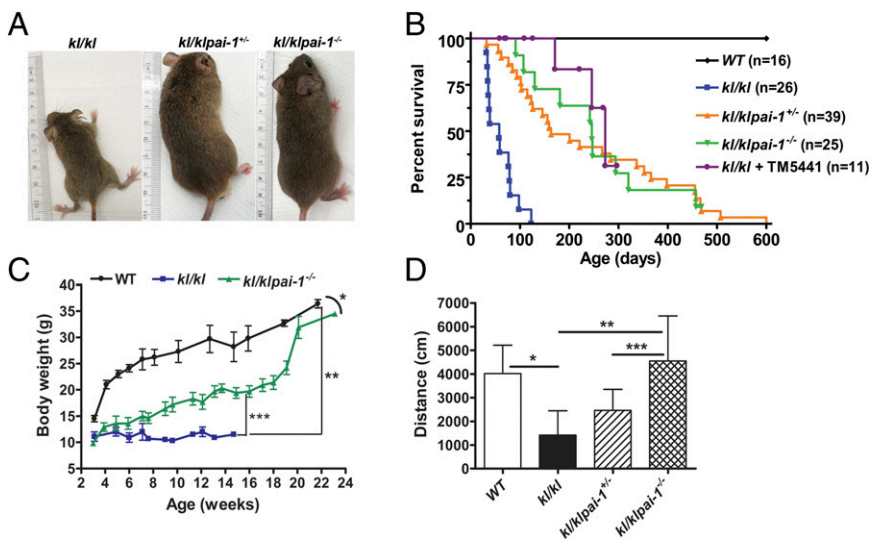 A
kl/kl
kl/klpai-1+/-
kl/klpai-1-/-
B
Percent survival
100
75
50
25
0
0 100 200 300 400 500 600
Age (days)
WT (n=16)
kl/kl (n=26)
kl/klpai-1+/- (n=39)
kl/klpai-1-/- (n=25)
kl/kl + TM5441 (n=11)
C
WT kl/kl kl/klpai-1-/-
Body weight (g)
40
35
30
25
20
15
10
5
2 4 6 8 10 12 14 16 18 20 22 24
Age (weeks)
*
**
***
D
Distance (cm)
7000
6000
5000
4000
3000
2000
1000
0
**
***
*
WT
kl/kl
kl/klpai-1+/-
kl/klpai-1-/-